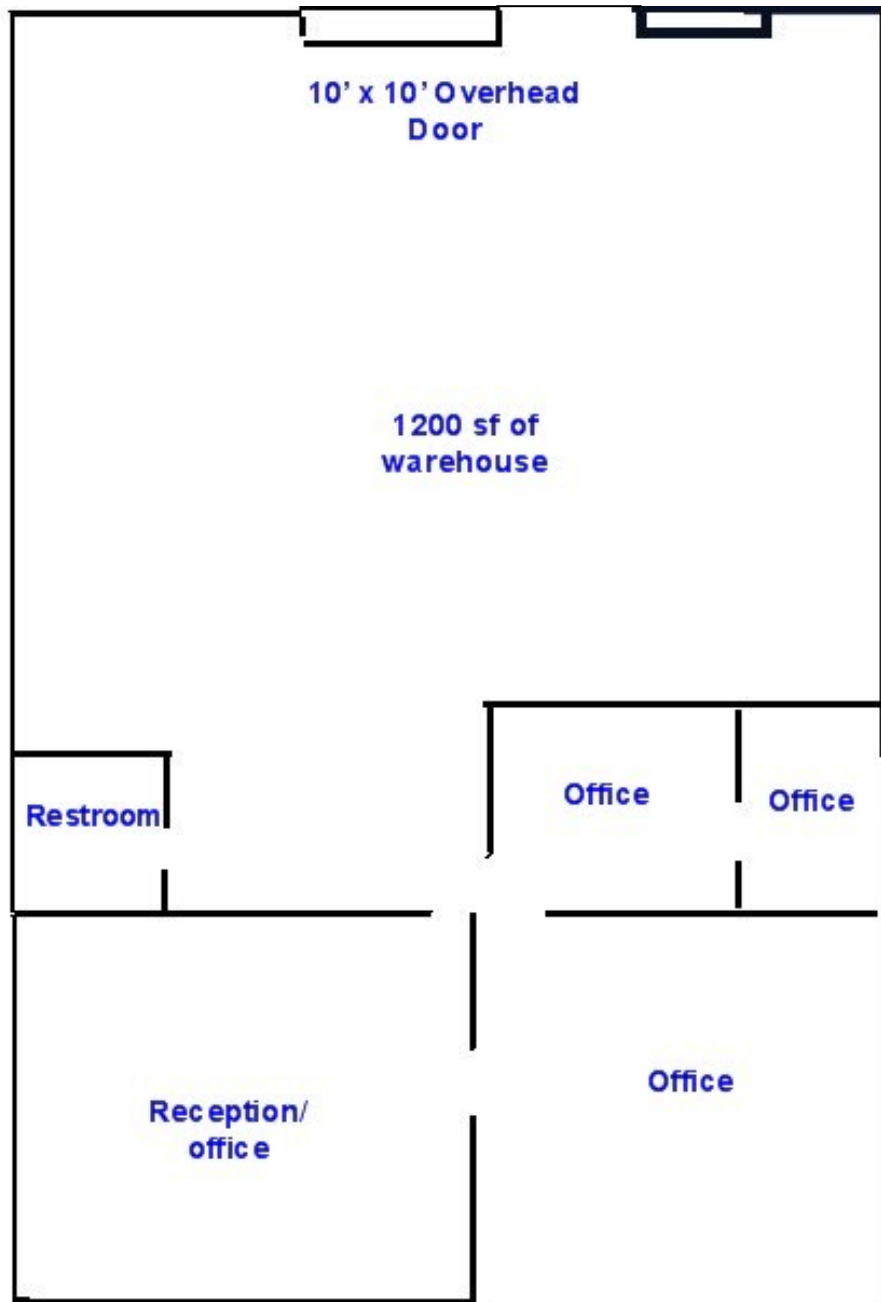 10’ x 10’ Overhead
Door
1200 sf of
warehouse
Office
Office
Restroom
Office
Reception/
office